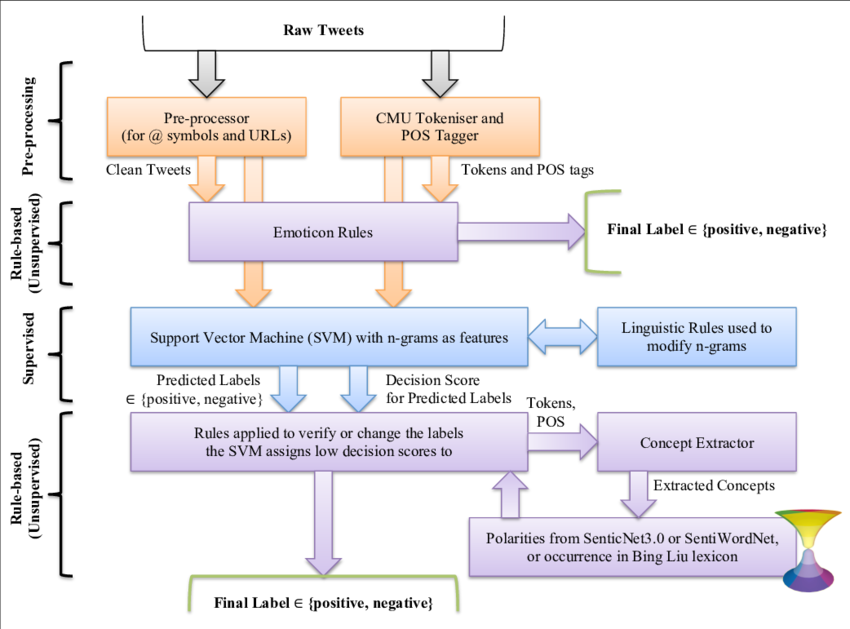 Raw Tweets
Pre-processing
Pre-processor
(for @ symbols and URLs)
CMU Tokeniser and
POS Tagger
Clean Tweets
Tokens and POS tags
Rule-based
(Unsupervised)
Emoticon Rules
Final Label ∈ {positive, negative}
Supervised
Support Vector Machine (SVM) with n-grams as features
Linguistic Rules used to
modify n-grams
Predicted Labels
∈ {positive, negative}
Decision Score
for Predicted Labels
Rule-based
(Unsupervised)
Rules applied to verify or change the labels
the SVM assigns low decision scores to
Tokens,
POS
Concept Extractor
Extracted Concepts
Polarities from SenticNet3.0 or SentiWordNet,
or occurrence in Bing Liu lexicon
Final Label ∈ {positive, negative}